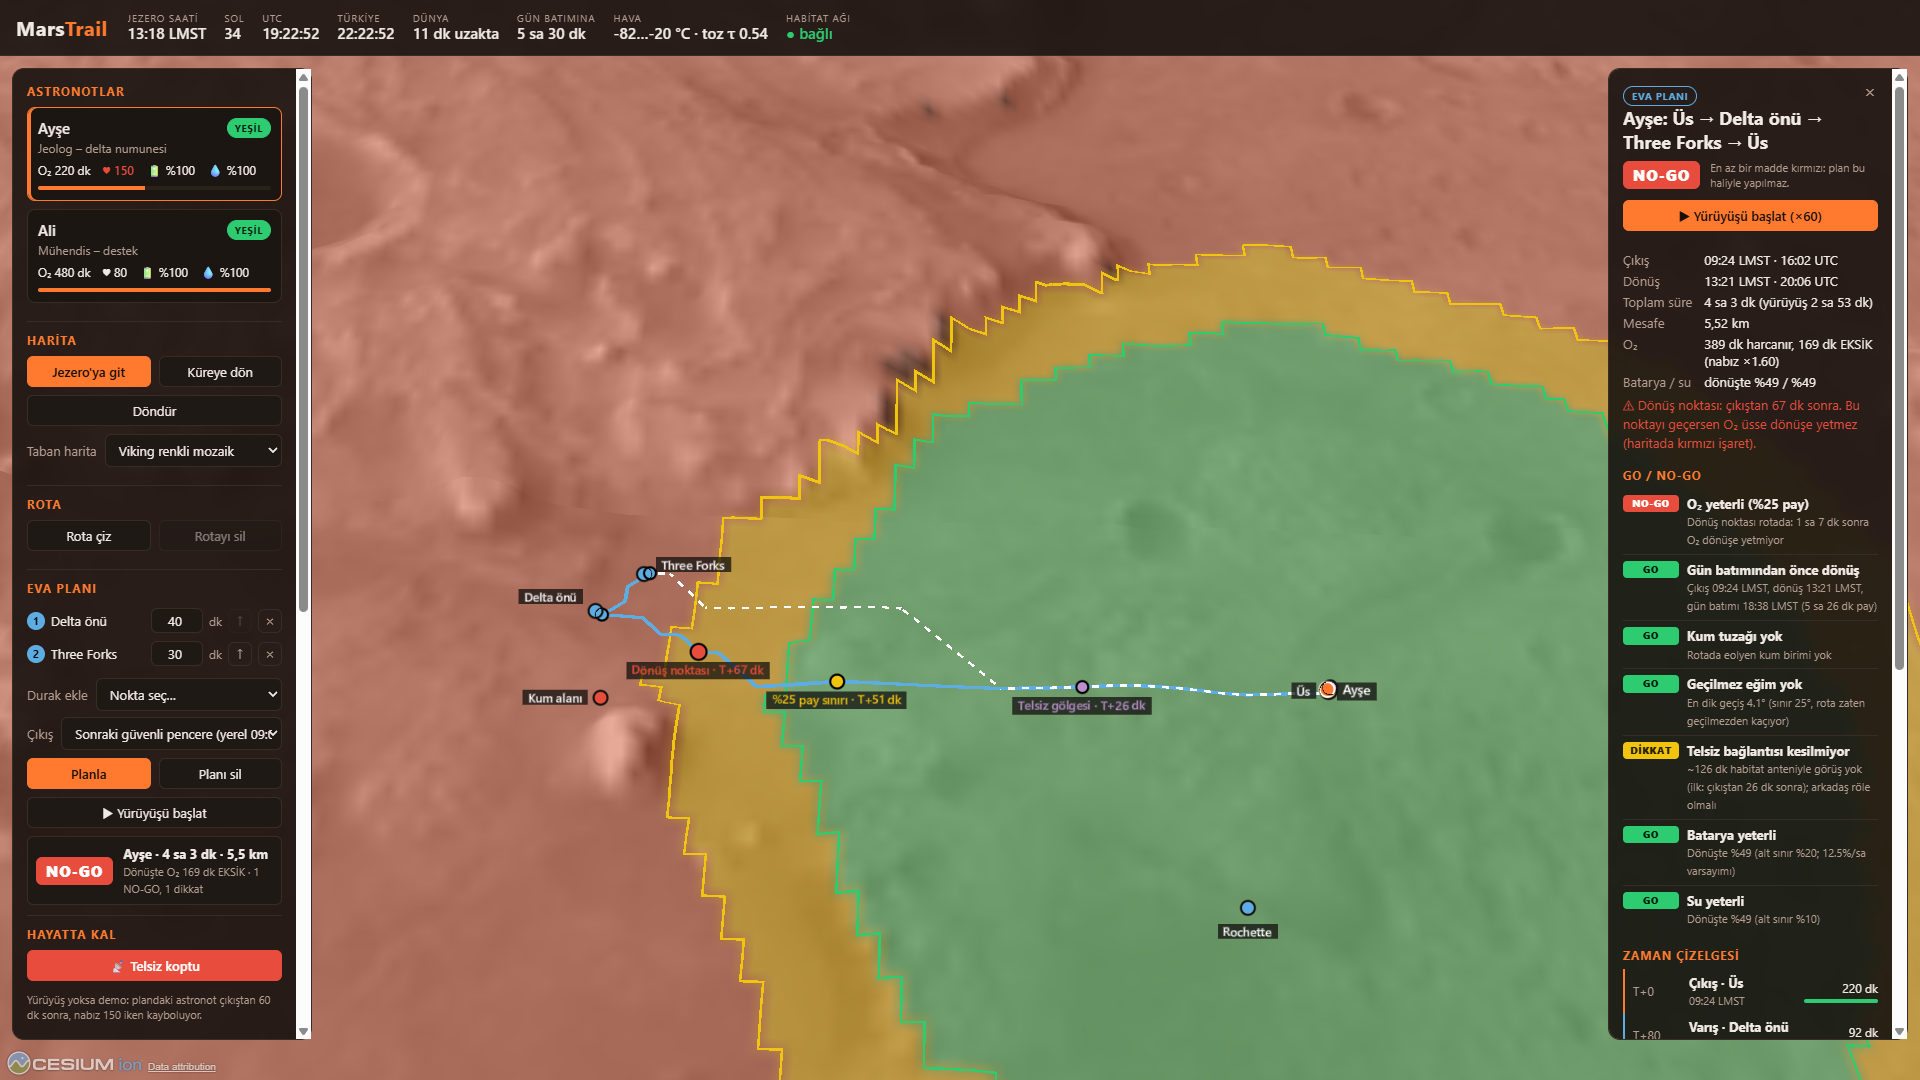 MarsTrail
JEZERO SAATİ
13:18 LMST
SOL
34
UTC
19:22:52
TÜRKİYE
22:22:52
DÜNYA
11 dk uzakta
GÜN BATIMINA
5 sa 30 dk
HAVA
-82…-20 °C · toz τ 0.54
HABİTAT AĞI
● bağlı
ASTRONOTLAR
Ayşe
YEŞİL
Jeolog – delta numunesi
O₂ 220 dk ♥ 150 %100 %100
Ali
YEŞİL
Mühendis – destek
O₂ 480 dk ♥ 80 %100 %100
HARİTA
Jezero'ya git
Küreye dön
Döndür
Taban harita
Viking renkli mozaik
ROTA
Rota çiz
Rotayı sil
EVA PLANI
1 Delta önü 40 dk ↑ ×
2 Three Forks 30 dk ↑ ×
Durak ekle
Nokta seç...
Çıkış
Sonraki güvenli pencere (yerel 09:
Planla
Planı sil
▶ Yürüyüşü başlat
NO-GO
Ayşe · 4 sa 3 dk · 5,5 km
Dönüşte O₂ 169 dk EKSİK · 1
NO-GO, 1 dikkat
HAYATTA KAL
Telsiz koptu
Yürüyüş yoksa demo: plandaki astronot çıkıştan 60
dk sonra, nabız 150 iken kayboluyor.
CESIUM ion Data attribution
Three Forks
Delta önü
Dönüş noktası · T+67 dk
Kum alanı
%25 pay sınırı · T+51 dk
Telsiz gölgesi · T+26 dk
Üs
Ayşe
Rochette
EVA PLANI
×
Ayşe: Üs → Delta önü →
Three Forks → Üs
NO-GO
En az bir madde kırmızı: plan bu
haliyle yapılmaz.
▶ Yürüyüşü başlat (×60)
Çıkış 09:24 LMST · 16:02 UTC
Dönüş 13:21 LMST · 20:06 UTC
Toplam süre 4 sa 3 dk (yürüyüş 2 sa 53 dk)
Mesafe 5,52 km
O₂ 389 dk harcanır, 169 dk EKSİK
(nabız ×1.60)
Batarya / su dönüşte %49 / %49
⚠ Dönüş noktası: çıkıştan 67 dk sonra. Bu
noktayı geçersen O₂ üsse dönüşe yetmez
(haritada kırmızı işaret).
GO / NO-GO
NO-GO O₂ yeterli (%25 pay)
Dönüş noktası rotada: 1 sa 7 dk sonra
O₂ dönüşe yetmiyor
GO Gün batımından önce dönüş
Çıkış 09:24 LMST, dönüş 13:21 LMST,
gün batımı 18:38 LMST (5 sa 26 dk pay)
GO Kum tuzağı yok
Rotada eolyen kum birimi yok
GO Geçilmez eğim yok
En dik geçiş 4.1° (sınır 25°, rota zaten
geçilmezden kaçıyor)
DİKKAT Telsiz bağlantısı kesilmiyor
~126 dk habitat anteniyle görüş yok
(ilk: çıkıştan 26 dk sonra); arkadaş röle
olmalı
GO Batarya yeterli
Dönüşte %49 (alt sınır %20; 12.5%/sa
varsayımı)
GO Su yeterli
Dönüşte %49 (alt sınır %10)
ZAMAN ÇİZELGESİ
T+0 Çıkış · Üs 220 dk
09:24 LMST
T+80 Varış · Delta önü 92 dk